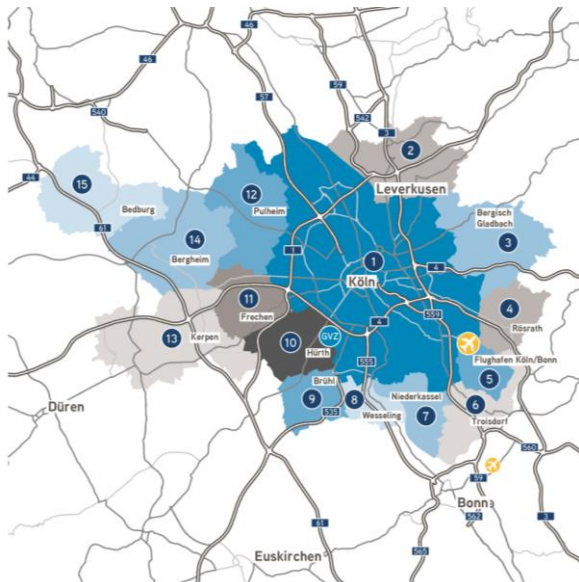 46
46
57
59
540
542
3
2
Leverkusen
44
15
12
Bedburg
Pulheim
Bergisch
Gladbach
61
14
3
1
1
4
Bergheim
Köln
11
559
4
Frechen
4
Rösrath
13
Kerpen
10
GVZ
Hürth
555
Flughafen Köln/Bonn
Brühl
5
9
8
Niederkassel
6
535
Wesseling
7
Troisdorf
Düren
560
59
Bonn
562
3
61
565
Euskirchen